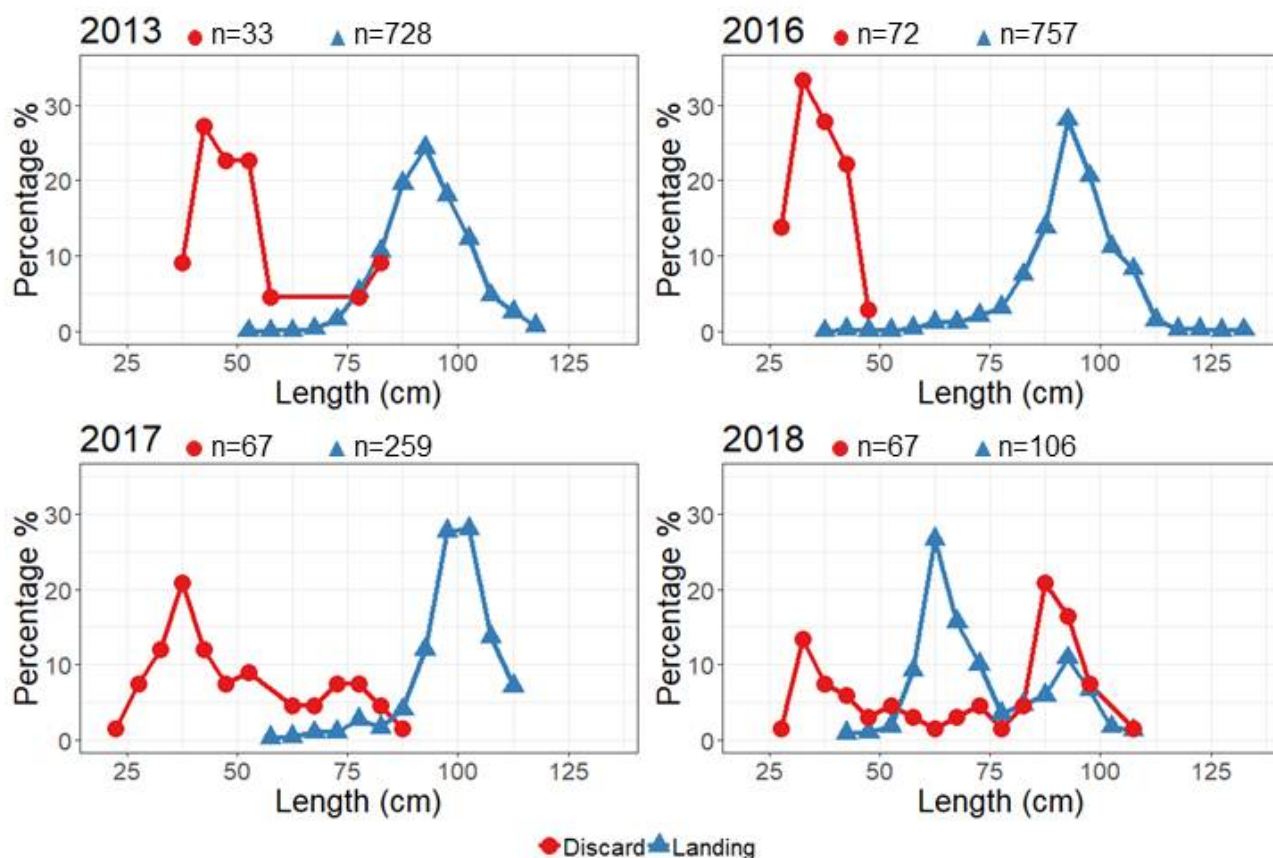 2013 n=33 n=728
Percentage %
30
20
10
0
25 50 75 100 125
Length (cm)
2016 n=72 n=757
Percentage %
30
20
10
0
25 50 75 100 125
Length (cm)
2017 n=67 n=259
Percentage %
30
20
10
0
25 50 75 100 125
Length (cm)
2018 n=67 n=106
Percentage %
30
20
10
0
25 50 75 100 125
Length (cm)
Discard Landing